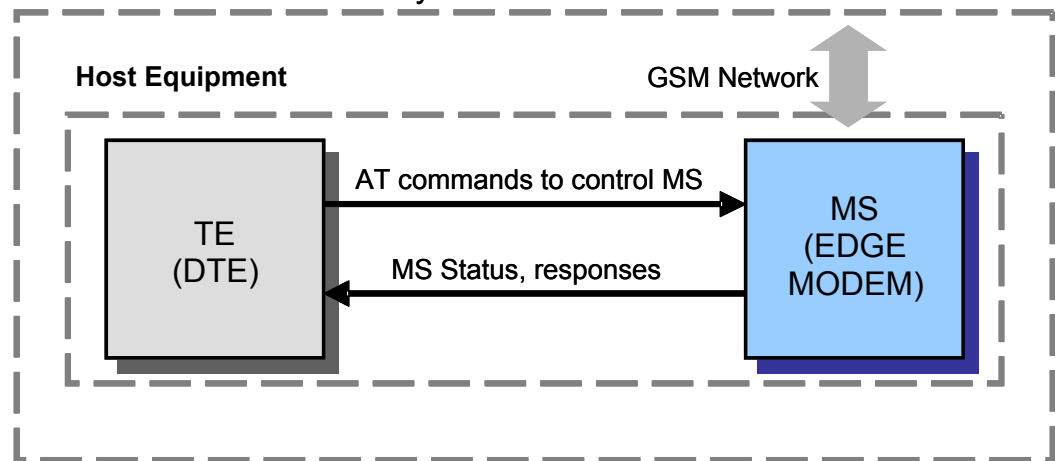 Host Equipment
GSM Network
AT commands to control MS
TE
(DTE)
MS Status, responses
MS
(EDGE
MODEM)